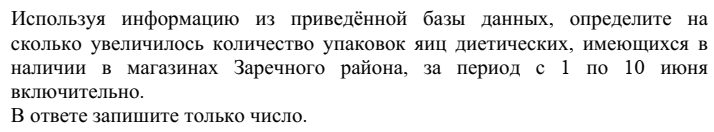 Используя информацию из приведённой базы данных, определите на
сколько увеличилось количество упаковок яиц диетических, имеющихся в
наличии в магазинах Заречного района, за период с 1 по 10 июня
включительно.
В ответе запишите только число.